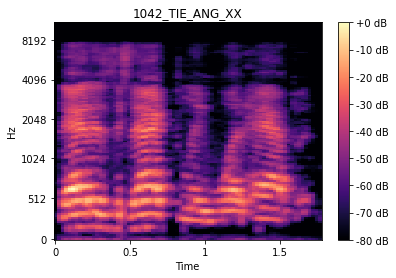 1042_TIE_ANG_XX
+0 dB
8192
-10 dB
4096
-20 dB
-30 dB
2048
Hz
-40 dB
1024
-50 dB
512
-60 dB
-70 dB
0
-80 dB
0
0.5
1
1.5
Time